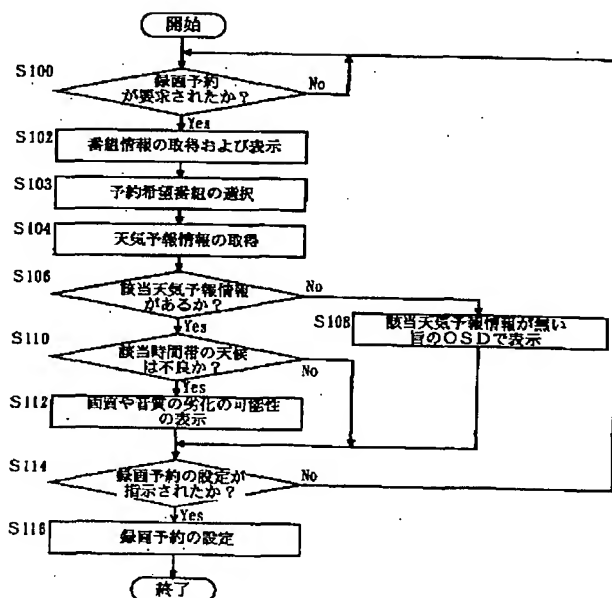 開始
S100
録画予約
が要求されたか？
No
Yes
S102
番組情報の取得および表示
S103
予約希望番組の選択
S104
天気予報情報の取得
S106
該当天気予報情報
があるか？
No
Yes
S108
該当天気予報情報が無い
旨のOSDで表示
S110
該当時間帯の天候
は不良か？
No
Yes
S112
画質や音質の劣化の可能性
の表示
S114
録画予約の設定が
指示されたか？
No
Yes
S116
録画予約の設定
終了